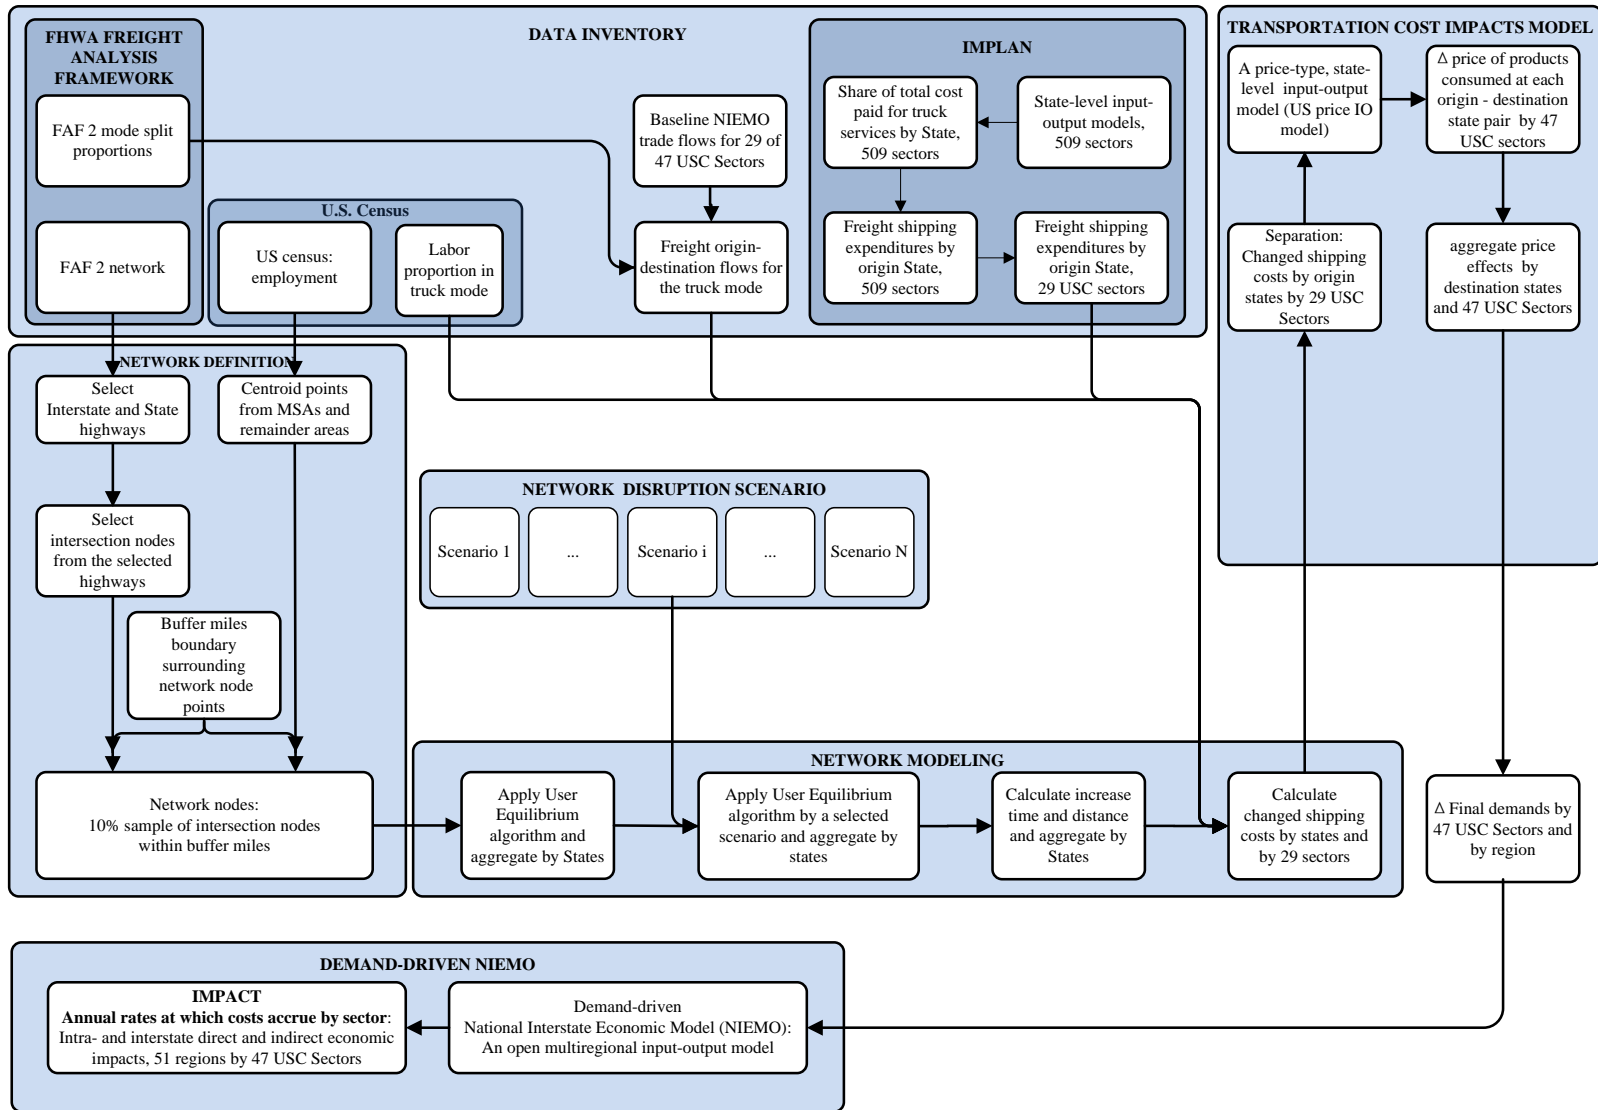 DATA INVENTORY
FHWA FREIGHT
ANALYSIS
FRAMEWORK
FAF 2 mode split
proportions
FAF 2 network
U.S. Census
US census:
employment
Labor
proportion in
truck mode
Baseline NIEMO
trade flows for 29 of
47 USC Sectors
Freight origin-
destination flows for
the truck mode
IMPLAN
Share of total cost
paid for truck
services by State,
509 sectors
State-level input-
output models,
509 sectors
Freight shipping
expenditures by
origin State,
509 sectors
Freight shipping
expenditures by
origin State,
29 USC sectors
TRANSPORTATION COST IMPACTS MODEL
A price-type, state-
level input-output
model (US price IO
model)
Δ price of products
consumed at each
origin - destination
state pair by 47
USC sectors
Separation:
Changed shipping
costs by origin
states by 29 USC
Sectors
aggregate price
effects by
destination states
and 47 USC Sectors
NETWORK DEFINITION
Select
Interstate and State
highways
Centroid points
from MSAs and
remainder areas
Select
intersection nodes
from the selected
highways
Buffer miles
boundary
surrounding
network node
points
Network nodes:
10% sample of intersection nodes
within buffer miles
NETWORK DISRUPTION SCENARIO
Scenario 1
...
Scenario i
...
Scenario N
NETWORK MODELING
Apply User
Equilibrium
algorithm and
aggregate by States
Apply User Equilibrium
algorithm by a selected
scenario and aggregate by
states
Calculate increase
time and distance
and aggregate by
States
Calculate
changed shipping
costs by states and
by 29 sectors
Δ Final demands by
47 USC Sectors and
by region
DEMAND-DRIVEN NIEMO
IMPACT
Annual rates at which costs accrue by sector:
Intra- and interstate direct and indirect economic
impacts, 51 regions by 47 USC Sectors
Demand-driven
National Interstate Economic Model (NIEMO):
An open multiregional input-output model